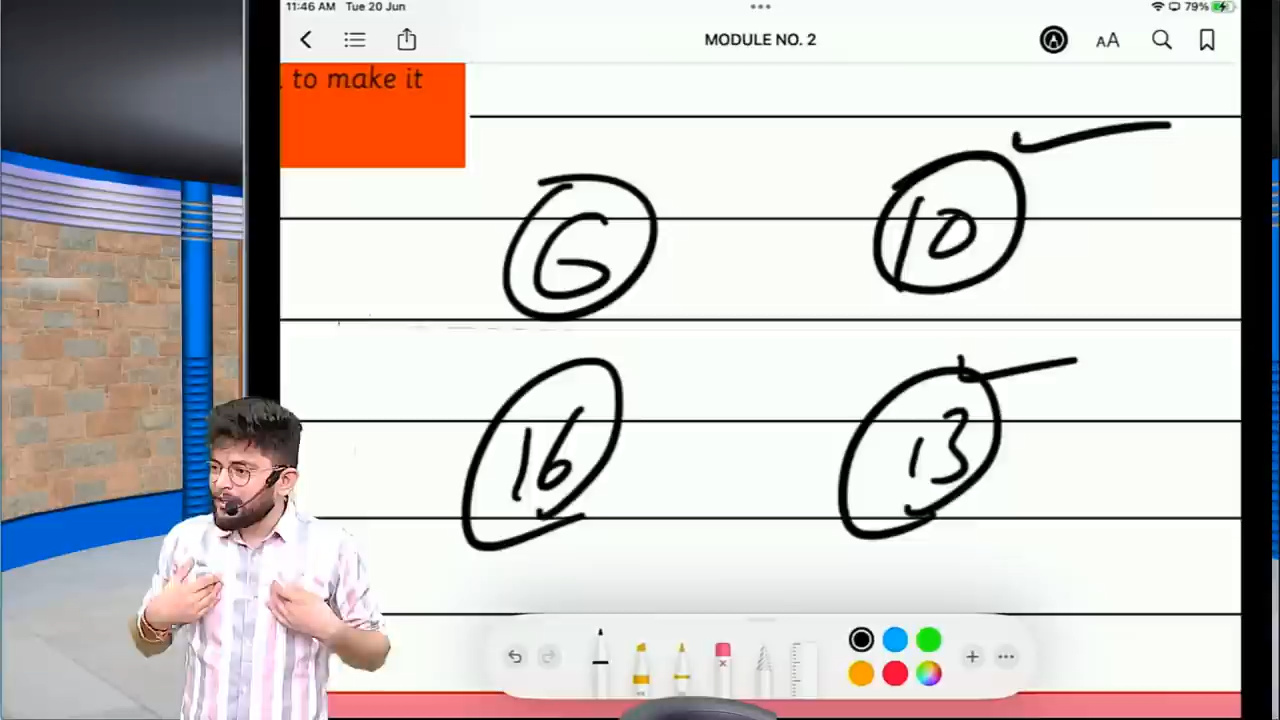 11:46 AM Tue 20 Jun
79%
MODULE NO. 2
AA
to make it
6 10
16 13